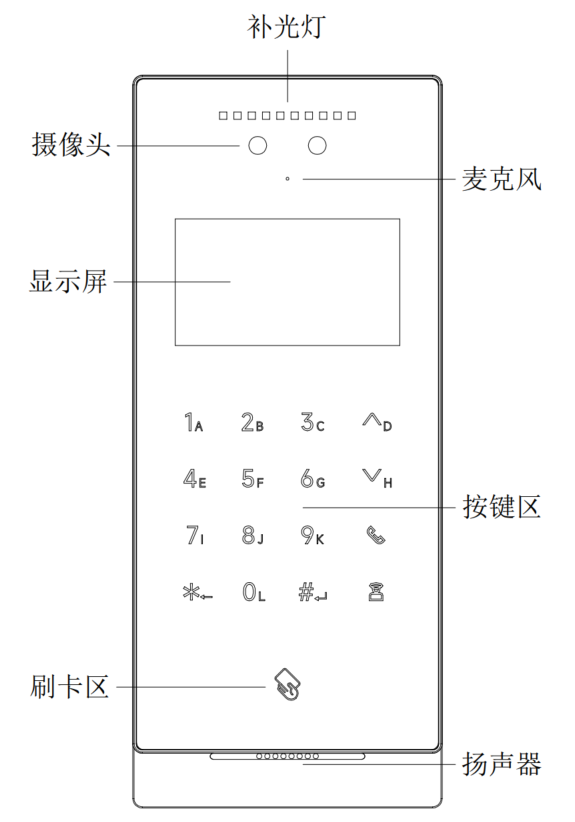 补光灯
摄像头
麦克风
显示屏
1A 2B 3C D
4E 5F 6G H
按键区
7I 8J 9K
*← 0L #↵
刷卡区
扬声器